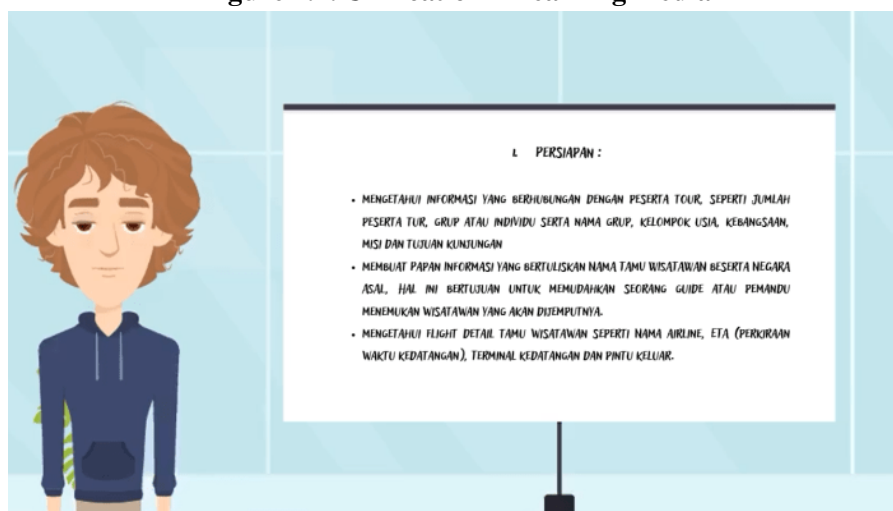 1. PERSIAPAN :
• MENGETAHUI INFORMASI YANG BERHUBUNGAN DENGAN PESERTA TOUR, SEPERTI JUMLAH
PESERTA TUR, GRUP ATAU INDIVIDU SERTA NAMA GRUP, KELOMPOK USIA, KEBANGSAAN,
MISI DAN TUJUAN KUNJUNGAN
• MEMBUAT PAPAN INFORMASI YANG BERTULISKAN NAMA TAMU WISATAWAN BESERTA NEGARA
ASAL, HAL INI BERTUJUAN UNTUK MEMUDAHKAN SEORANG GUIDE ATAU PEMANDU
MENEMUKAN WISATAWAN YANG AKAN DIJEMPUTNYA.
• MENGETAHUI FLIGHT DETAIL TAMU WISATAWAN SEPERTI NAMA AIRLINE, ETA (PERKIRAAN
WAKTU KEDATANGAN), TERMINAL KEDATANGAN DAN PINTU KELUAR.